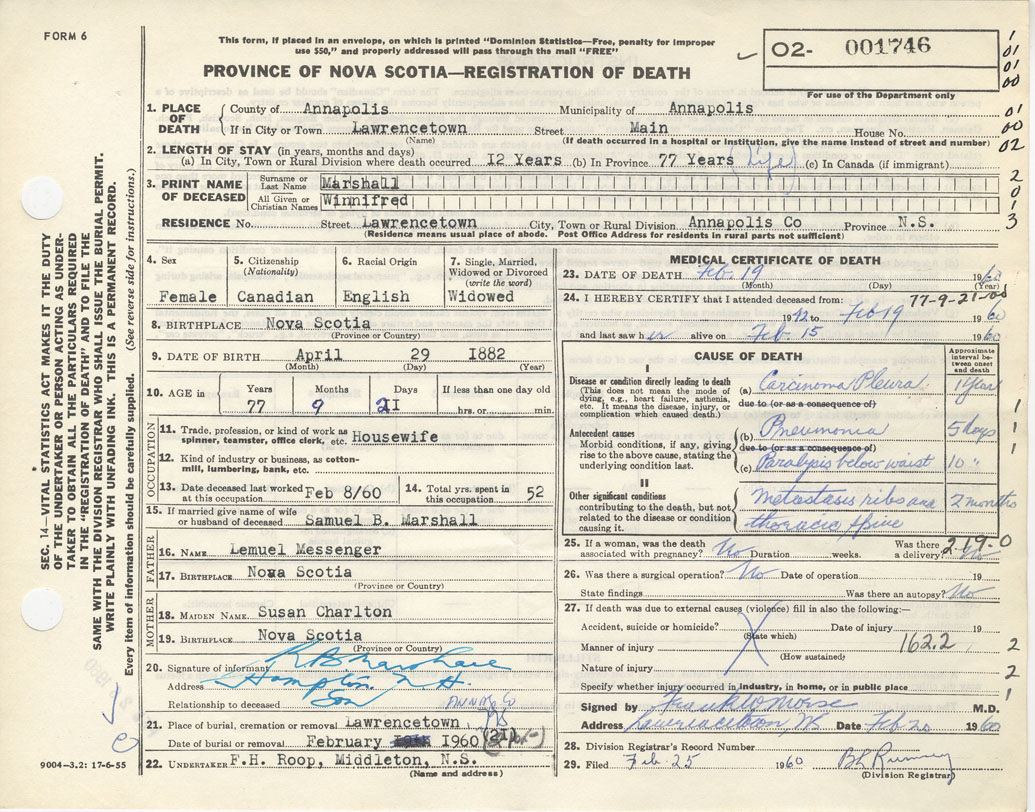 FORM 6
This form, if placed in an envelope, on which is printed "Dominion Statistics—Free, penalty for improper
use $50," and properly addressed will pass through the mail "FREE"
O2- 001746
PROVINCE OF NOVA SCOTIA—REGISTRATION OF DEATH
For use of the Department only
1. PLACE OF DEATH
County of Annapolis Municipality of Annapolis
If in City or Town Lawrencetown Street Main House No.
(Name) (If death occurred in a hospital or institution, give the name instead of street and number)
2. LENGTH OF STAY (in years, months and days)
(a) In City, Town or Rural Division where death occurred 12 Years (b) In Province 77 Years (life) (c) In Canada (if immigrant)
3. PRINT NAME OF DECEASED
Surname or Last Name Marshall
All Given or Christian Names Winnifred
RESIDENCE No. Street Lawrencetown City, Town or Rural Division Annapolis Co Province N.S.
(Residence means usual place of abode. Post Office Address for residents in rural parts not sufficient)
SEC. 14—VITAL STATISTICS ACT MAKES IT THE DUTY
OF THE UNDERTAKER OR PERSON ACTING AS UNDER-
TAKER TO OBTAIN ALL THE PARTICULARS REQUIRED
IN THE "REGISTRATION OF DEATH" AND TO FILE THE
SAME WITH THE DIVISION REGISTRAR WHO SHALL ISSUE THE BURIAL PERMIT.
WRITE PLAINLY WITH UNFADING INK. THIS IS A PERMANENT RECORD.
Every item of information should be carefully supplied. (See reverse side for instructions.)
4. Sex
Female
5. Citizenship
(Nationality)
Canadian
6. Racial Origin
English
7. Single, Married,
Widowed or Divorced
(write the word)
Widowed
8. BIRTHPLACE Nova Scotia
(Province or Country)
9. DATE OF BIRTH April 29 1882
(Month) (Day) (Year)
10. AGE in
Years Months Days If less than one day old
77 9 21 hrs. or min.
OCCUPATION
11. Trade, profession, or kind of work as
spinner, teamster, office clerk, etc. Housewife
12. Kind of industry or business, as cotton-
mill, lumbering, bank, etc.
13. Date deceased last worked
at this occupation Feb 8/60
14. Total yrs. spent in
this occupation 52
15. If married give name of wife
or husband of deceased Samuel B. Marshall
FATHER
16. NAME Lemuel Messenger
17. BIRTHPLACE Nova Scotia
(Province or Country)
MOTHER
18. MAIDEN NAME Susan Charlton
19. BIRTHPLACE Nova Scotia
(Province or Country)
20. Signature of informant Marshall
Address Hampton, N.H.
Relationship to deceased Son
21. Place of burial, cremation or removal Lawrencetown
Date of burial or removal February 1960
22. UNDERTAKER F.H. Roop, Middleton, N.S.
(Name and address)
9004-3.2: 17-6-55
MEDICAL CERTIFICATE OF DEATH
23. DATE OF DEATH Feb. 19 1960
(Month) (Day) (Year)
77-9-21-00
24. I HEREBY CERTIFY that I attended deceased from:
to Feb 19 1960
and last saw her alive on Feb. 15 1960
CAUSE OF DEATH
Approximate
interval be-
tween onset
and death
I
Disease or condition directly leading to death
(This does not mean the mode of
dying, e.g., heart failure, asthenia,
etc. It means the disease, injury, or
complication which caused death.)
(a) Carcinoma Pleura 1 Year
due to (or as a consequence of)
Antecedent causes
Morbid conditions, if any, giving
rise to the above cause, stating the
underlying condition last.
(b) Pneumonia 5 days
due to (or as a consequence of)
(c) Paralysis below waist 10 "
II
Other significant conditions
contributing to the death, but not
related to the disease or condition
causing it.
metastasis ribs and 2 months
thoracic spine
25. If a woman, was the death
associated with pregnancy? No Duration weeks. Was there
a delivery? No
2-19-0
26. Was there a surgical operation? No Date of operation 19
State findings Was there an autopsy? No
27. If death was due to external causes (violence) fill in also the following:—
Accident, suicide or homicide? Date of injury 19
(State which)
Manner of injury 162.2
(How sustained)
Nature of injury
Specify whether injury occurred in industry, in home, or in public place
Signed by Frank Morse M.D.
Address Lawrencetown, NS Date Feb 20 1960
28. Division Registrar's Record Number
29. Filed Feb. 25 1960
(Division Registrar)